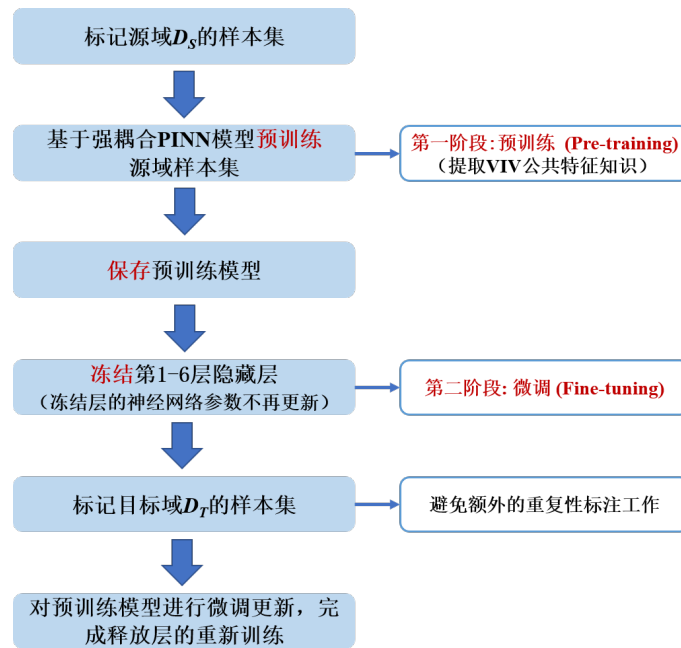 标记源域D_S的样本集
基于强耦合PINN模型预训练
源域样本集
第一阶段:预训练 (Pre-training)
（提取VIV公共特征知识）
保存预训练模型
冻结第1-6层隐藏层
（冻结层的神经网络参数不再更新）
第二阶段: 微调 (Fine-tuning)
标记目标域D_T的样本集
避免额外的重复性标注工作
对预训练模型进行微调更新，完
成释放层的重新训练